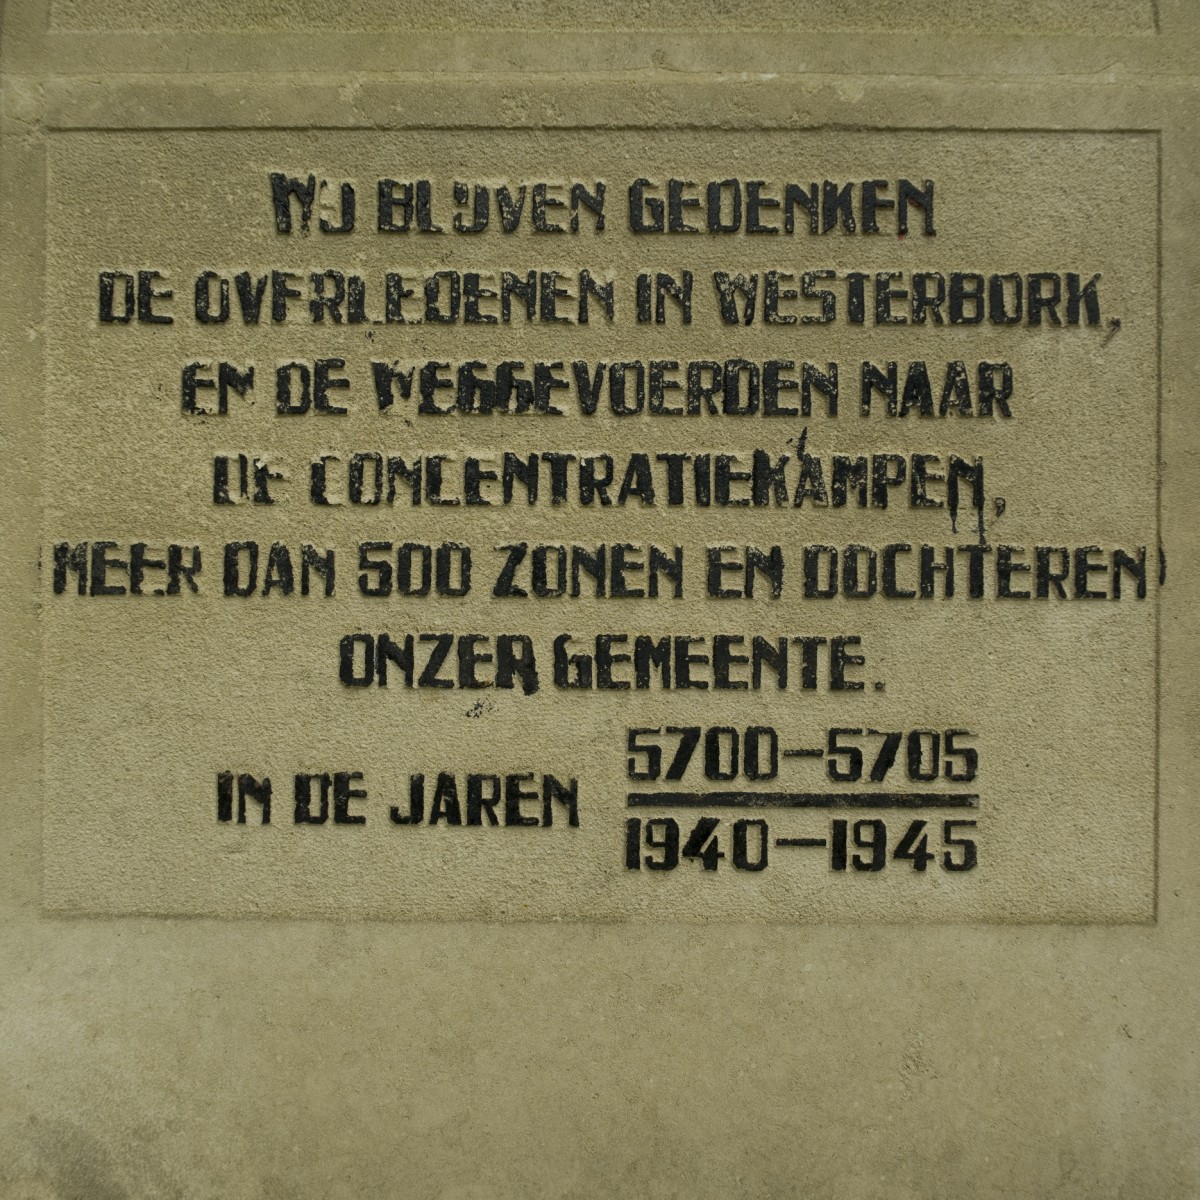 WIJ BLIJVEN GEDENKEN
DE OVERLEDENEN IN WESTERBORK,
EN DE WEGGEVOERDEN NAAR
DE CONCENTRATIEKAMPEN,
MEER DAN 500 ZONEN EN DOCHTEREN
ONZER GEMEENTE.
IN DE JAREN 5700-5705
1940-1945